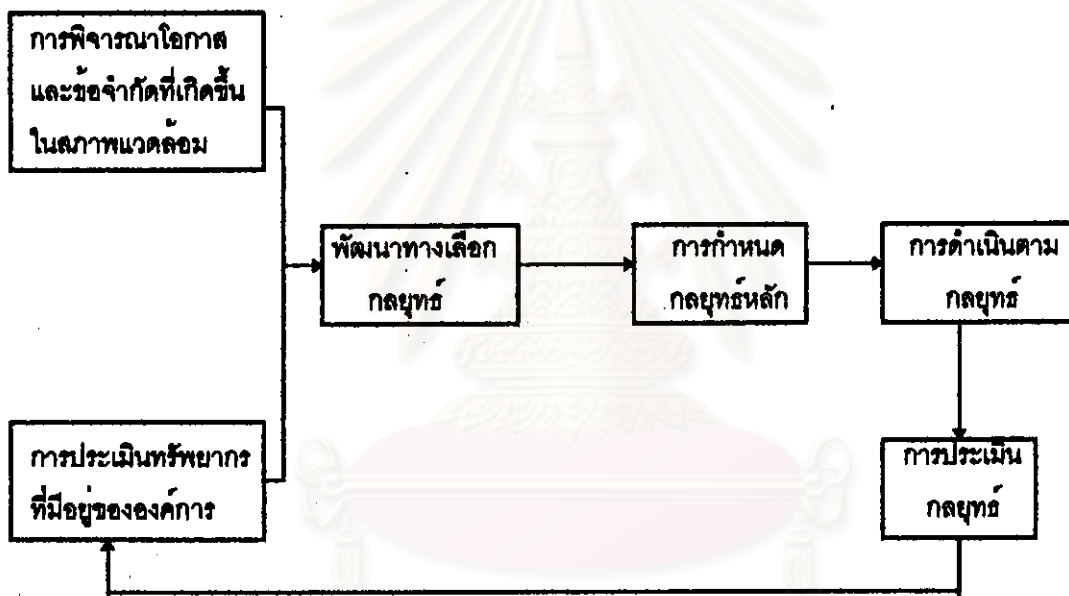 การพิจารณาโอกาส
และข้อจำกัดที่เกิดขึ้น
ในสภาพแวดล้อม
พัฒนาทางเลือก
กลยุทธ์
การกำหนด
กลยุทธ์หลัก
การดำเนินตาม
กลยุทธ์
การประเมินทรัพยากร
ที่มีอยู่ขององค์การ
การประเมิน
กลยุทธ์